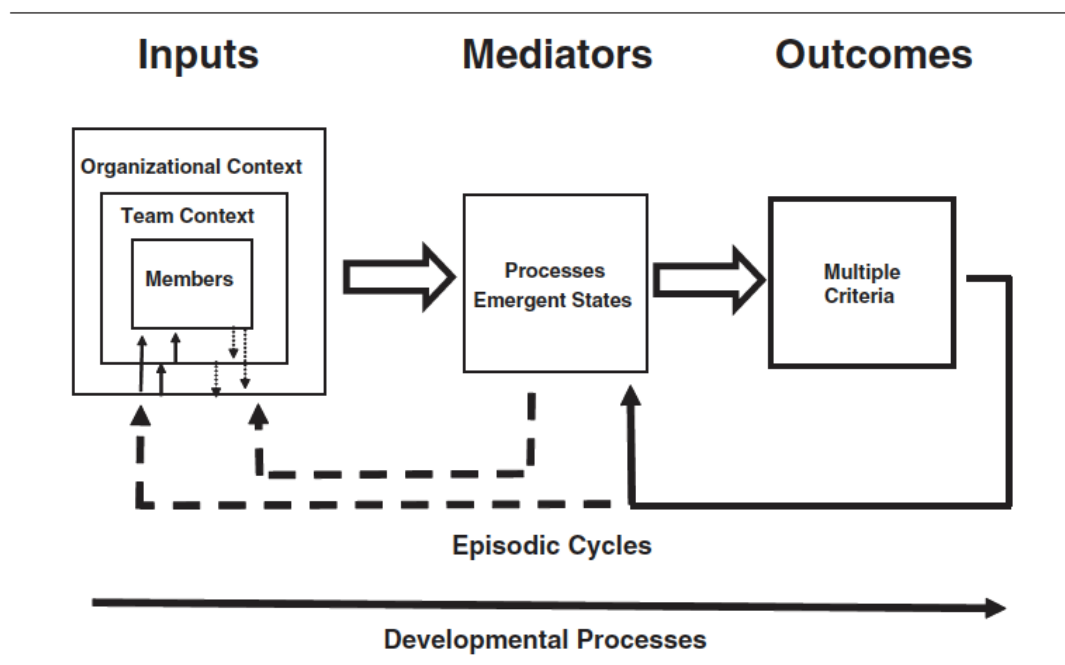 Inputs
Mediators
Outcomes
Organizational Context
Team Context
Members
Processes
Emergent States
Multiple
Criteria
Episodic Cycles
Developmental Processes